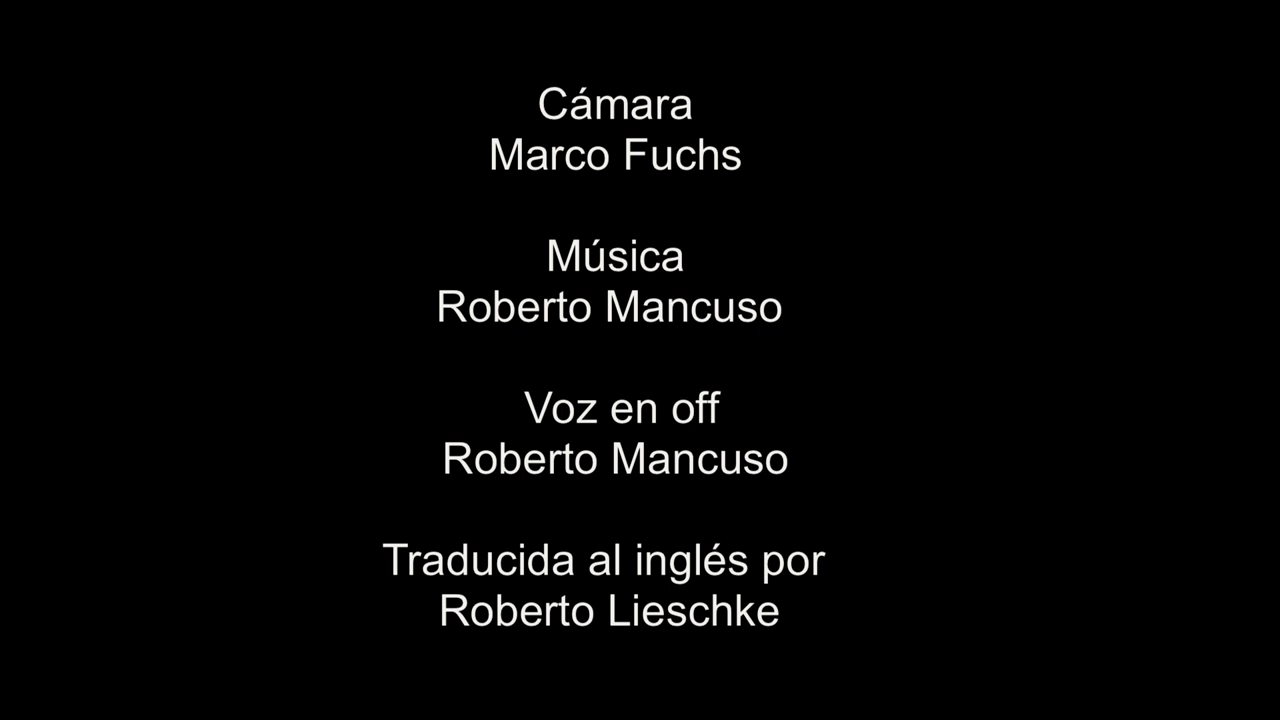 Cámara
Marco Fuchs
Música
Roberto Mancuso
Voz en off
Roberto Mancuso
Traducida al inglés por
Roberto Lieschke